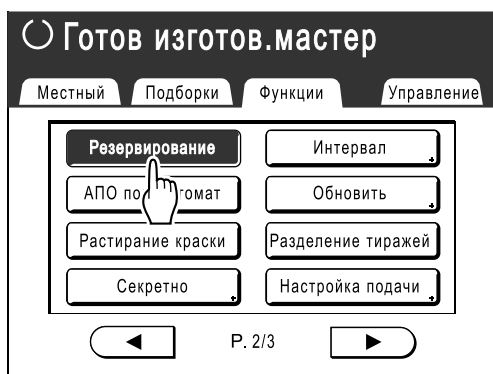 Готов изготов.мастер
Местный Подборки Функции Управление
Резервирование Интервал
АПО по Обновить
Растирание краски Разделение тиражей
Секретно Настройка подачи
P. 2/3